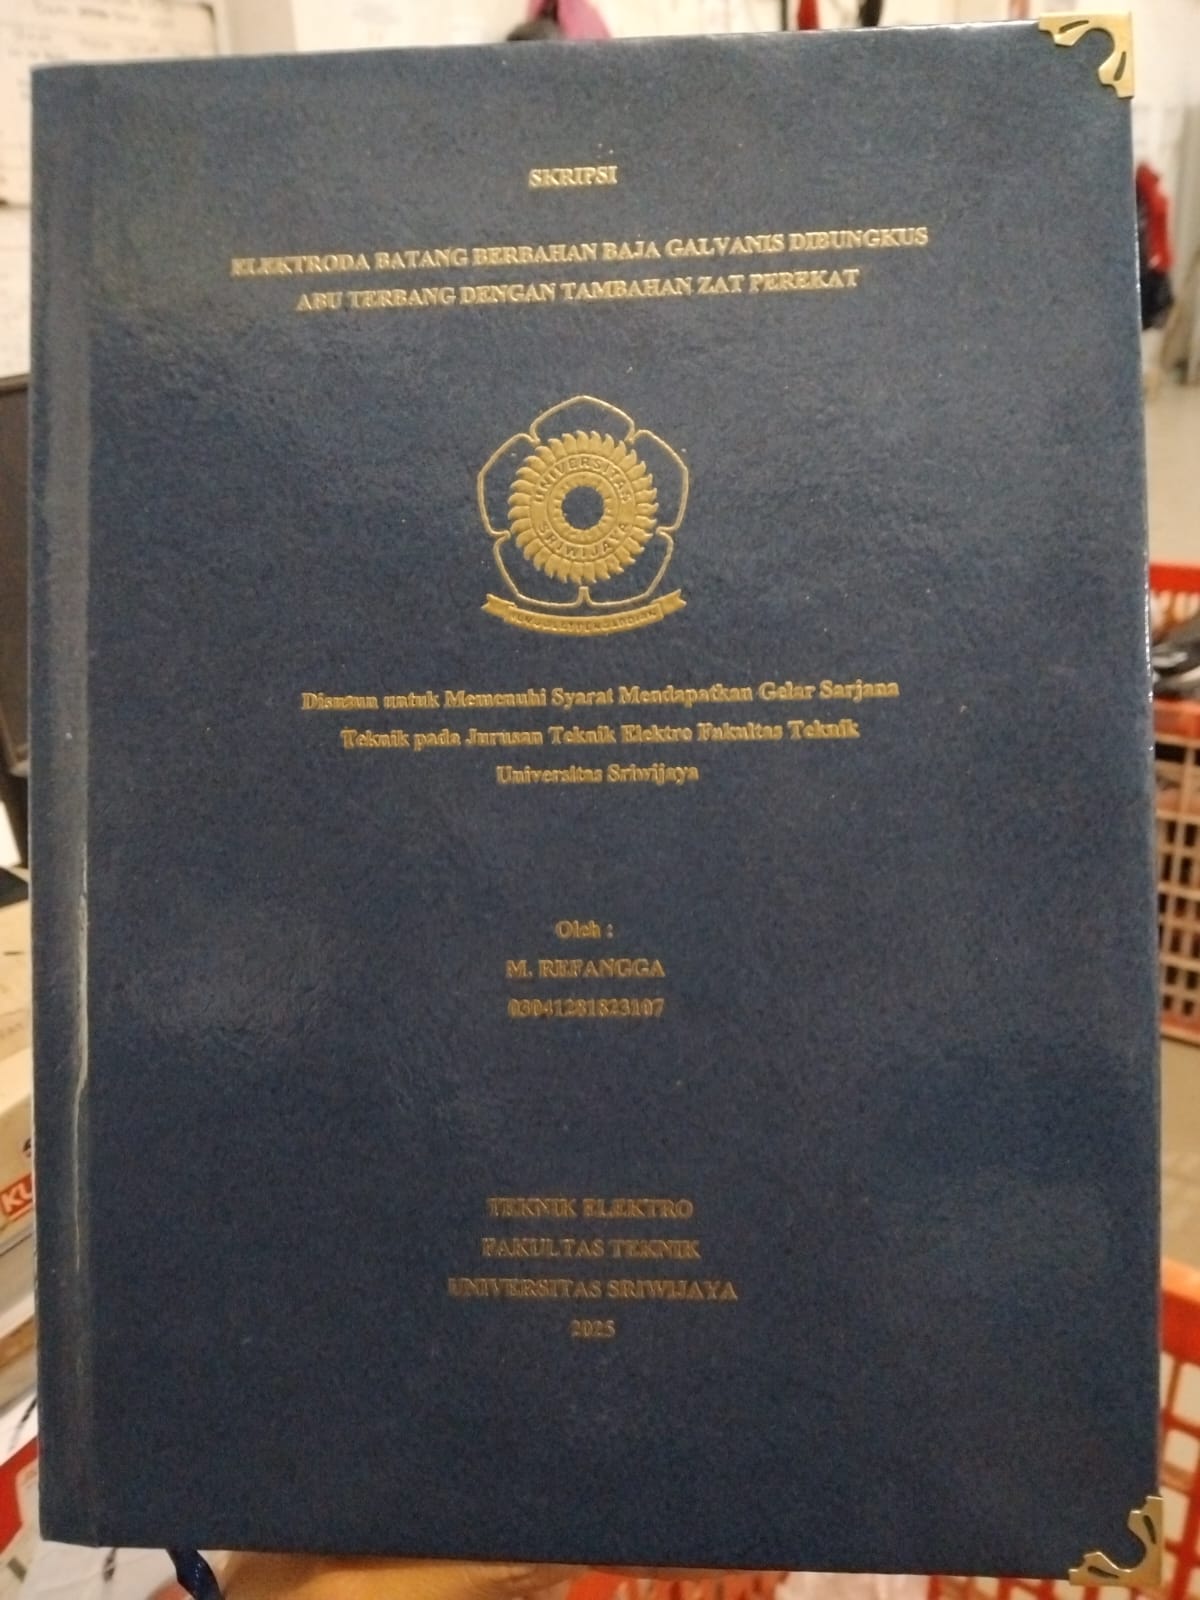 SKRIPSI
ELEKTRODA BATANG BERBAHAN BAJA GALVANIS DIBUNGKUS
ABU TERBANG DENGAN TAMBAHAN ZAT PEREKAT
UNIVERSITAS
SRIWIJAYA
Disusun untuk Memenuhi Syarat Mendapatkan Gelar Sarjana
Teknik pada Jurusan Teknik Elektro Fakultas Teknik
Universitas Sriwijaya
Oleh :
M. REFANGGA
03041281823107
TEKNIK ELEKTRO
FAKULTAS TEKNIK
UNIVERSITAS SRIWIJAYA
2025